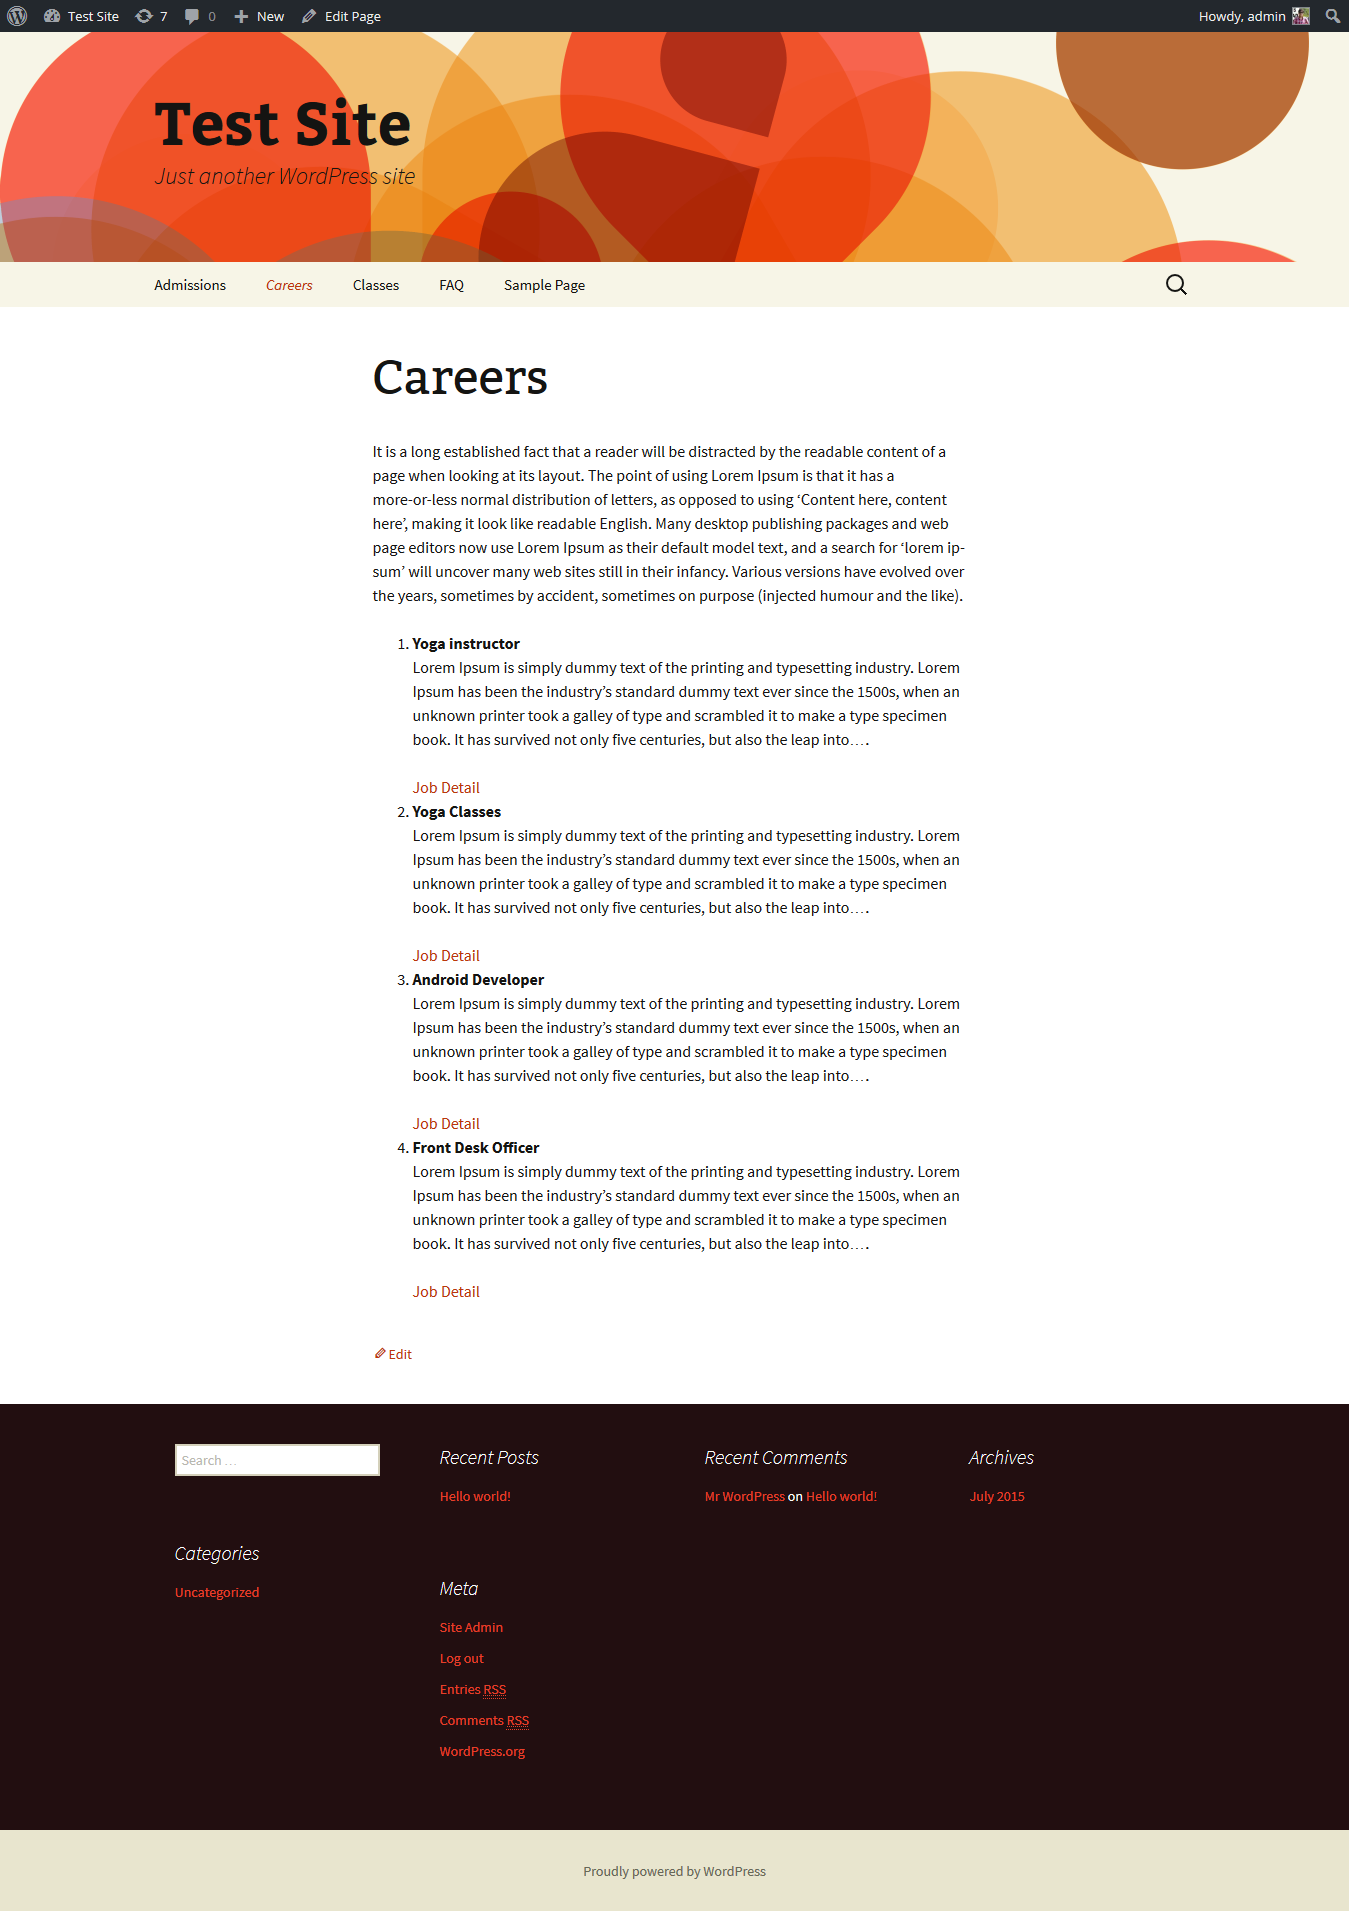 Test Site 7 0 New Edit Page Howdy, admin
Test Site
Just another WordPress site
Admissions Careers Classes FAQ Sample Page
Careers
It is a long established fact that a reader will be distracted by the readable content of a
page when looking at its layout. The point of using Lorem Ipsum is that it has a
more-or-less normal distribution of letters, as opposed to using ‘Content here, content
here’, making it look like readable English. Many desktop publishing packages and web
page editors now use Lorem Ipsum as their default model text, and a search for ‘lorem ip-
sum’ will uncover many web sites still in their infancy. Various versions have evolved over
the years, sometimes by accident, sometimes on purpose (injected humour and the like).
1. Yoga instructor
Lorem Ipsum is simply dummy text of the printing and typesetting industry. Lorem
Ipsum has been the industry’s standard dummy text ever since the 1500s, when an
unknown printer took a galley of type and scrambled it to make a type specimen
book. It has survived not only five centuries, but also the leap into….
Job Detail
2. Yoga Classes
Lorem Ipsum is simply dummy text of the printing and typesetting industry. Lorem
Ipsum has been the industry’s standard dummy text ever since the 1500s, when an
unknown printer took a galley of type and scrambled it to make a type specimen
book. It has survived not only five centuries, but also the leap into….
Job Detail
3. Android Developer
Lorem Ipsum is simply dummy text of the printing and typesetting industry. Lorem
Ipsum has been the industry’s standard dummy text ever since the 1500s, when an
unknown printer took a galley of type and scrambled it to make a type specimen
book. It has survived not only five centuries, but also the leap into….
Job Detail
4. Front Desk Officer
Lorem Ipsum is simply dummy text of the printing and typesetting industry. Lorem
Ipsum has been the industry’s standard dummy text ever since the 1500s, when an
unknown printer took a galley of type and scrambled it to make a type specimen
book. It has survived not only five centuries, but also the leap into….
Job Detail
Edit
Search …
Recent Posts
Hello world!
Recent Comments
Mr WordPress on Hello world!
Archives
July 2015
Categories
Uncategorized
Meta
Site Admin
Log out
Entries RSS
Comments RSS
WordPress.org
Proudly powered by WordPress